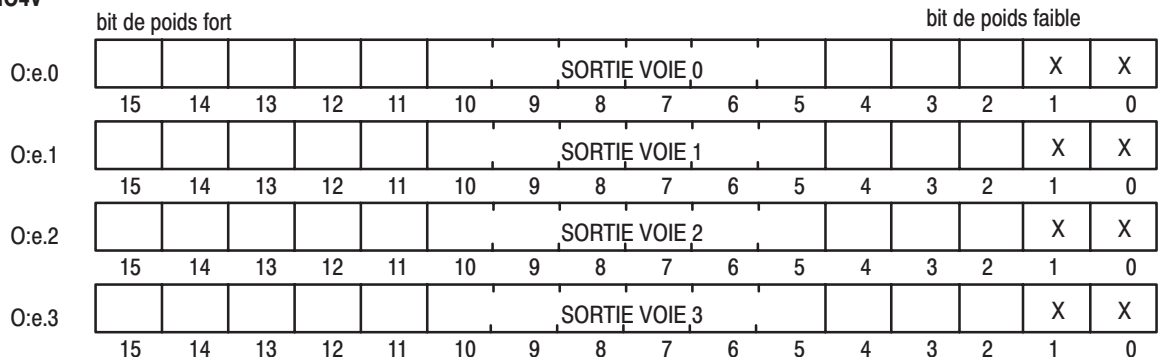 bit de poids fort bit de poids faible
O:e.0 SORTIE VOIE 0 X X
15 14 13 12 11 10 9 8 7 6 5 4 3 2 1 0
O:e.1 SORTIE VOIE 1 X X
15 14 13 12 11 10 9 8 7 6 5 4 3 2 1 0
O:e.2 SORTIE VOIE 2 X X
15 14 13 12 11 10 9 8 7 6 5 4 3 2 1 0
O:e.3 SORTIE VOIE 3 X X
15 14 13 12 11 10 9 8 7 6 5 4 3 2 1 0